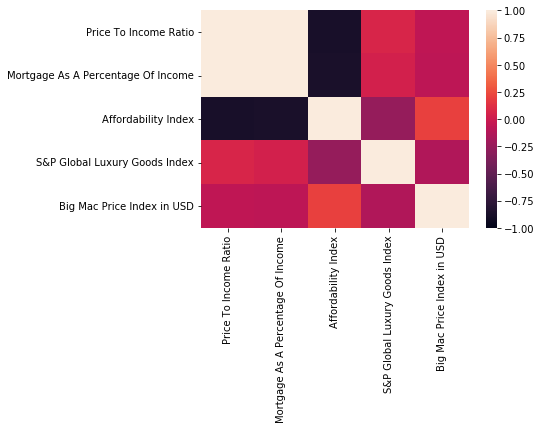 Price To Income Ratio
Mortgage As A Percentage Of Income
Affordability Index
S&P Global Luxury Goods Index
Big Mac Price Index in USD
1.00
0.75
0.50
0.25
0.00
−0.25
−0.50
−0.75
−1.00
Price To Income Ratio
Mortgage As A Percentage Of Income
Affordability Index
S&P Global Luxury Goods Index
Big Mac Price Index in USD